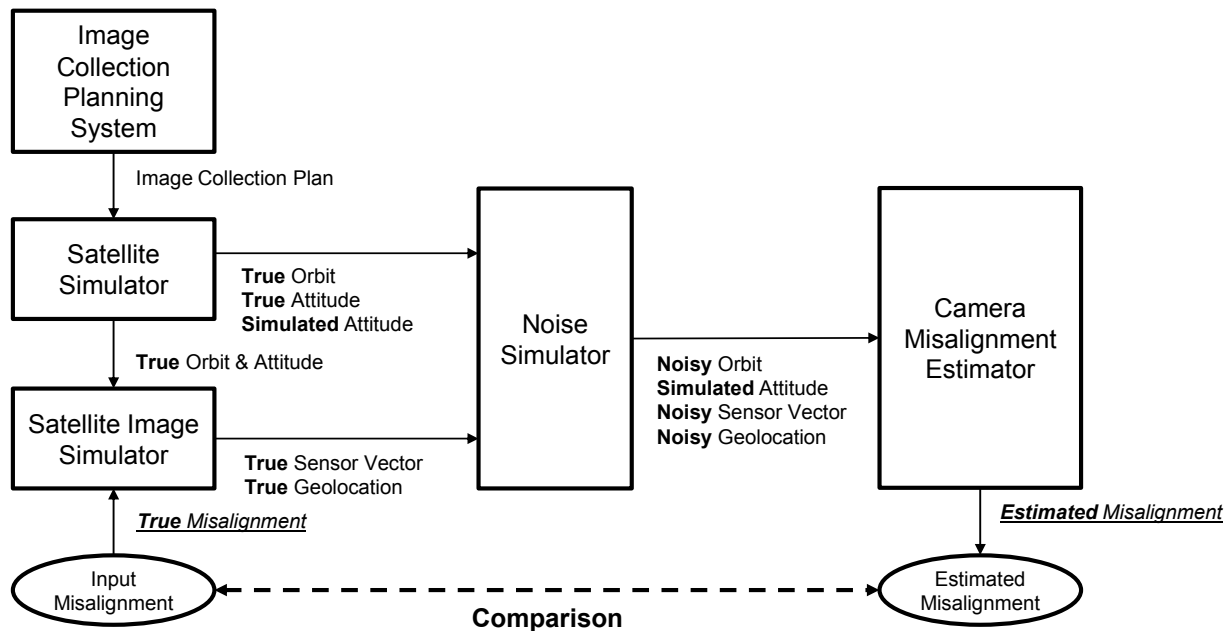 Image
Collection
Planning
System
Image Collection Plan
Satellite
Simulator
True Orbit
True Attitude
Simulated Attitude
True Orbit & Attitude
Satellite Image
Simulator
True Sensor Vector
True Geolocation
True Misalignment
Input
Misalignment
Noise
Simulator
Noisy Orbit
Simulated Attitude
Noisy Sensor Vector
Noisy Geolocation
Camera
Misalignment
Estimator
Estimated Misalignment
Estimated
Misalignment
Comparison